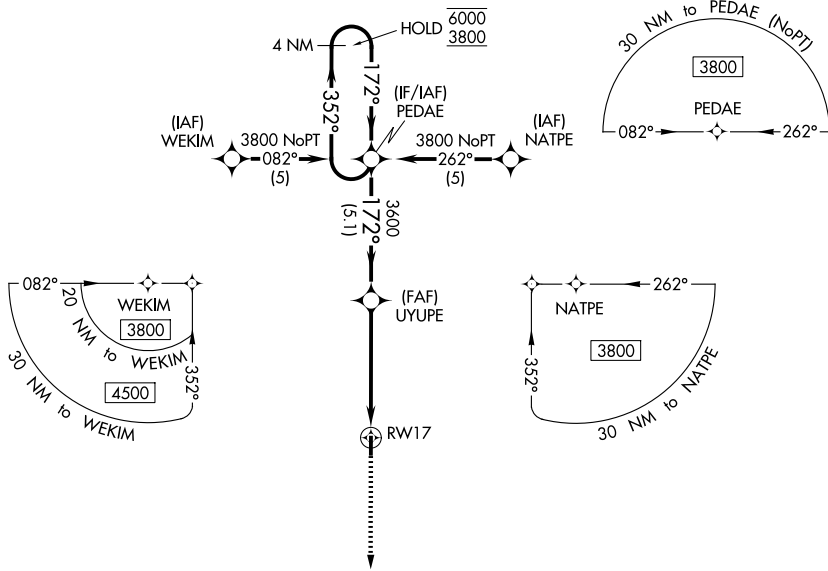 HOLD 6000
3800
4 NM
172°
352°
(IF/IAF)
PEDAE
(IAF)
WEKIM
3800 NoPT
082°
(5)
3800 NoPT
262°
(5)
(IAF)
NATPE
172°
3600
(5.1)
(FAF)
UYUPE
RW17
30 NM to PEDAE (NoPT)
3800
PEDAE
082°
262°
082°
WEKIM
3800
20 NM to WEKIM
4500
30 NM to WEKIM
352°
262°
NATPE
3800
352°
30 NM to NATPE